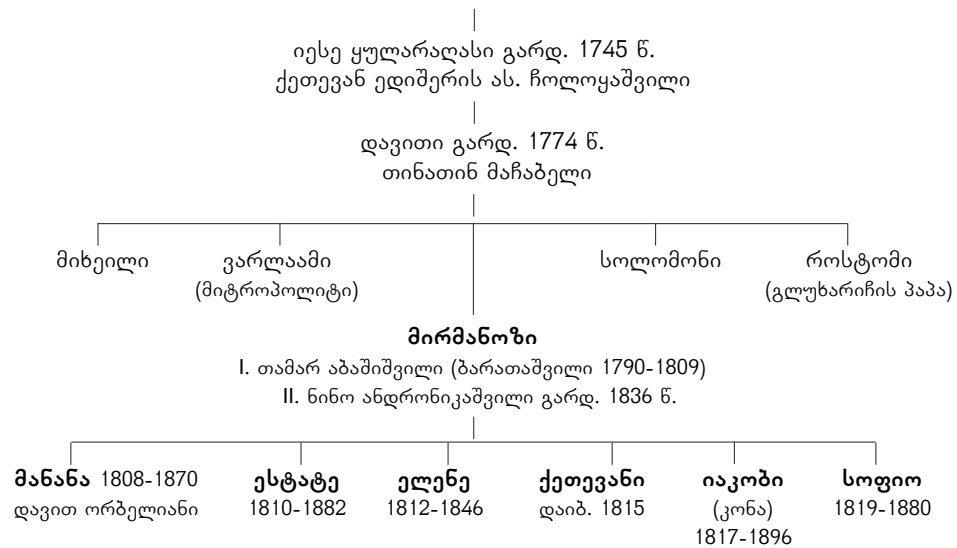 იესე ყულარაღასი გარდ. 1745 წ.
ქეთევან ედიშერის ას. ჩოლოყაშვილი
დავითი გარდ. 1774 წ.
თინათინ მაჩაბელი
მიხეილი ვარლაამი სოლომონი როსტომი
(მიტროპოლიტი) (გლუხარიჩის პაპა)
მირმანოზი
I. თამარ აბაშიშვილი (ბარათაშვილი 1790-1809)
II. ნინო ანდრონიკაშვილი გარდ. 1836 წ.
მანანა 1808-1870 ესტატე ელენე ქეთევანი იაკობი სოფიო
დავით ორბელიანი 1810-1882 1812-1846 დაიბ. 1815 (კონა) 1819-1880
1817-1896